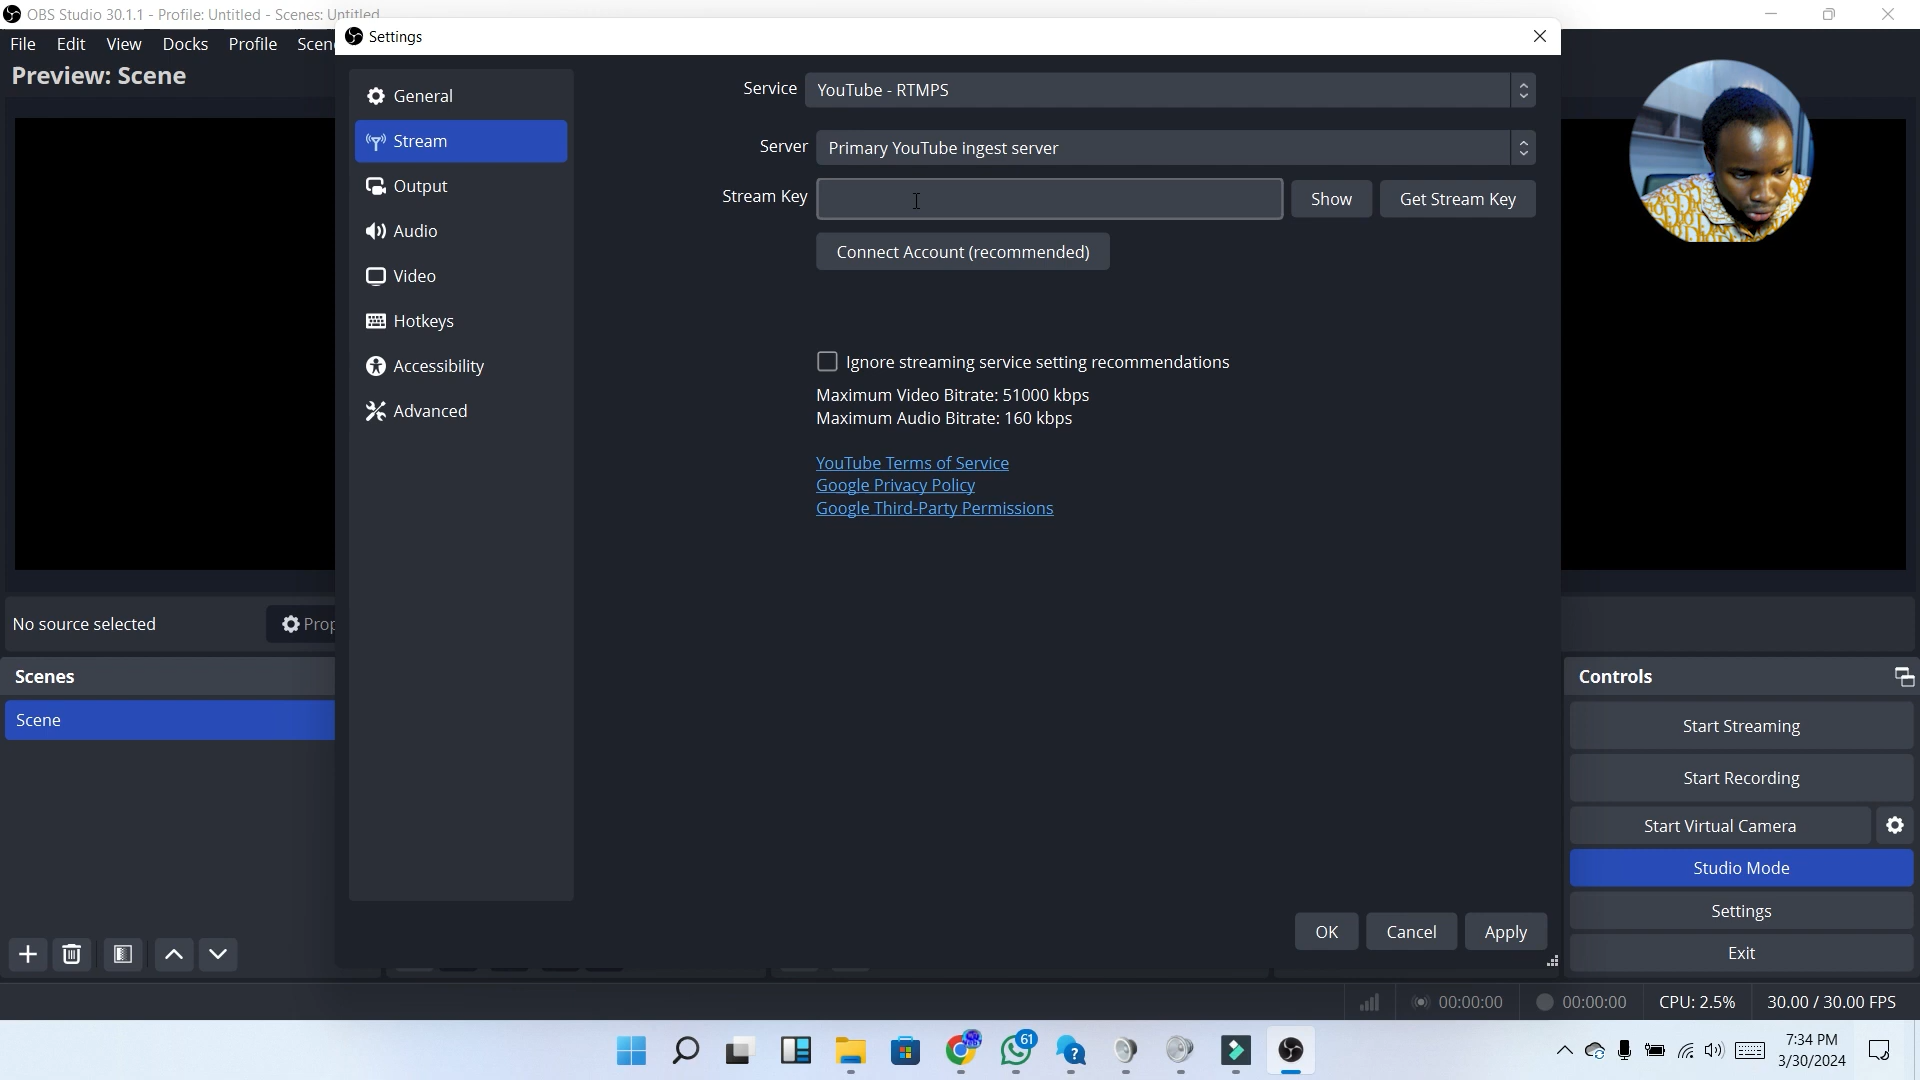 OBS Studio 30.1.1 - Profile: Untitled - Scenes: Untitled
File Edit View Docks Profile Scen
Preview: Scene
Settings
General
Stream
Output
Audio
Video
Hotkeys
Accessibility
Advanced
Service YouTube - RTMPS
Server Primary YouTube ingest server
Stream Key Show Get Stream Key
Connect Account (recommended)
Ignore streaming service setting recommendations
Maximum Video Bitrate: 51000 kbps
Maximum Audio Bitrate: 160 kbps
YouTube Terms of Service
Google Privacy Policy
Google Third-Party Permissions
OK Cancel Apply
No source selected Prop
Scenes
Scene
Controls
Start Streaming
Start Recording
Start Virtual Camera
Studio Mode
Settings
Exit
00:00:00 00:00:00 CPU: 2.5% 30.00 / 30.00 FPS
61
7:34 PM
3/30/2024